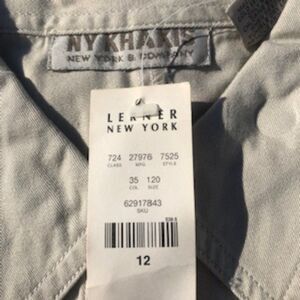 NY KHAKIS
NEW YORK & COMPANY
LERNER
NEW YORK
724 27976 7525
CLASS MFG STYLE
35 120
COL SIZE
62917843
SKU
12